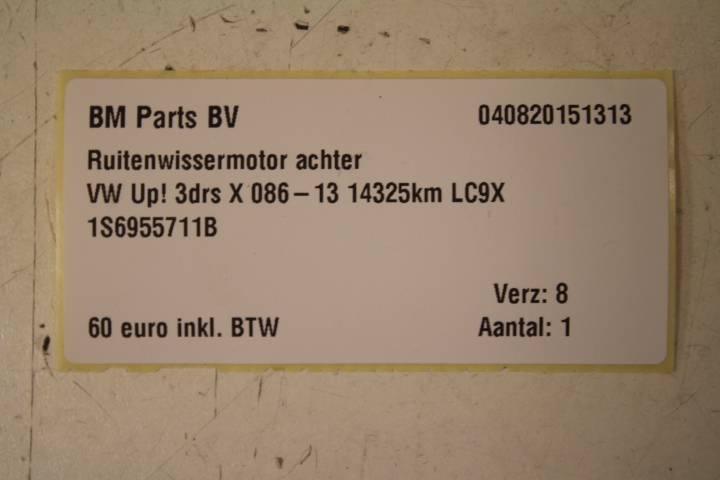 BM Parts BV 040820151313
Ruitenwissermotor achter
VW Up! 3drs X 086 – 13 14325km LC9X
1S6955711B
Verz: 8
60 euro inkl. BTW Aantal: 1